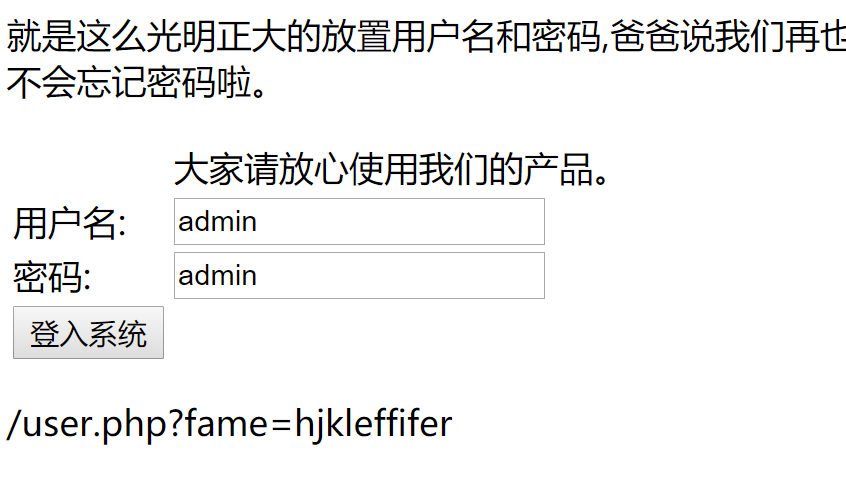 就是这么光明正大的放置用户名和密码,爸爸说我们再也
不会忘记密码啦。
大家请放心使用我们的产品。
用户名: admin
密码: admin
登入系统
/user.php?fame=hjkleffifer